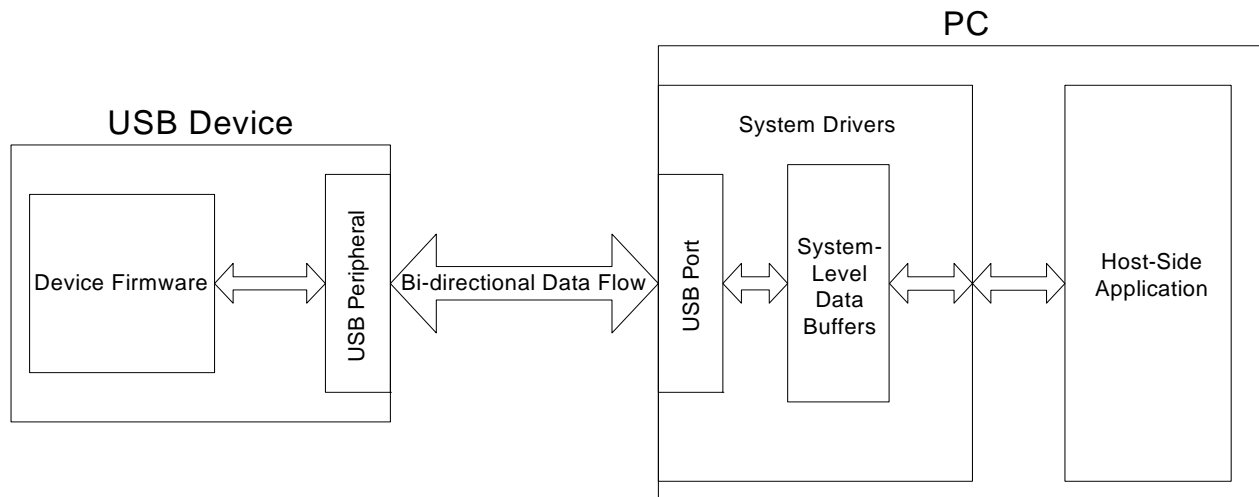 PC
USB Device
System Drivers
Device Firmware
USB Peripheral
Bi-directional Data Flow
USB Port
System-
Level
Data
Buffers
Host-Side
Application